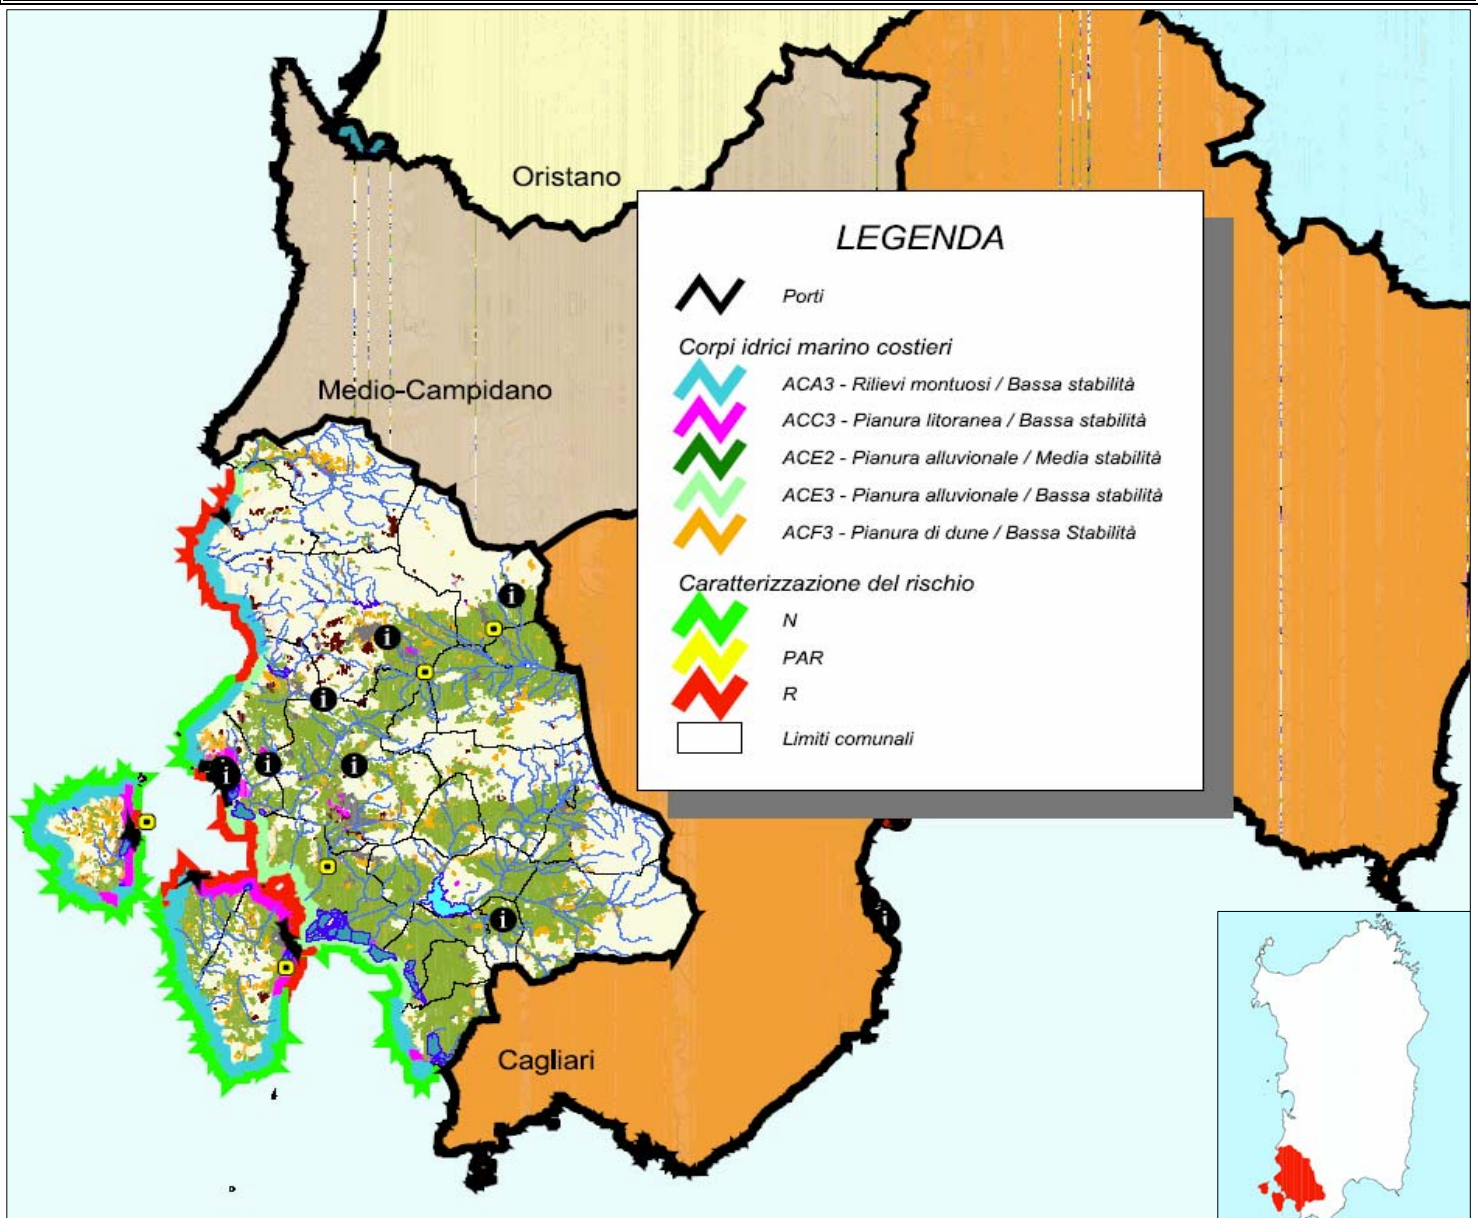 Oristano
Medio-Campidano
LEGENDA
Porti
Corpi idrici marino costieri
ACA3 - Rilievi montuosi / Bassa stabilità
ACC3 - Pianura litoranea / Bassa stabilità
ACE2 - Pianura alluvionale / Media stabilità
ACE3 - Pianura alluvionale / Bassa stabilità
ACF3 - Pianura di dune / Bassa Stabilità
Caratterizzazione del rischio
N
PAR
R
Limiti comunali
i
i
i
i
i
i
i
i
Cagliari